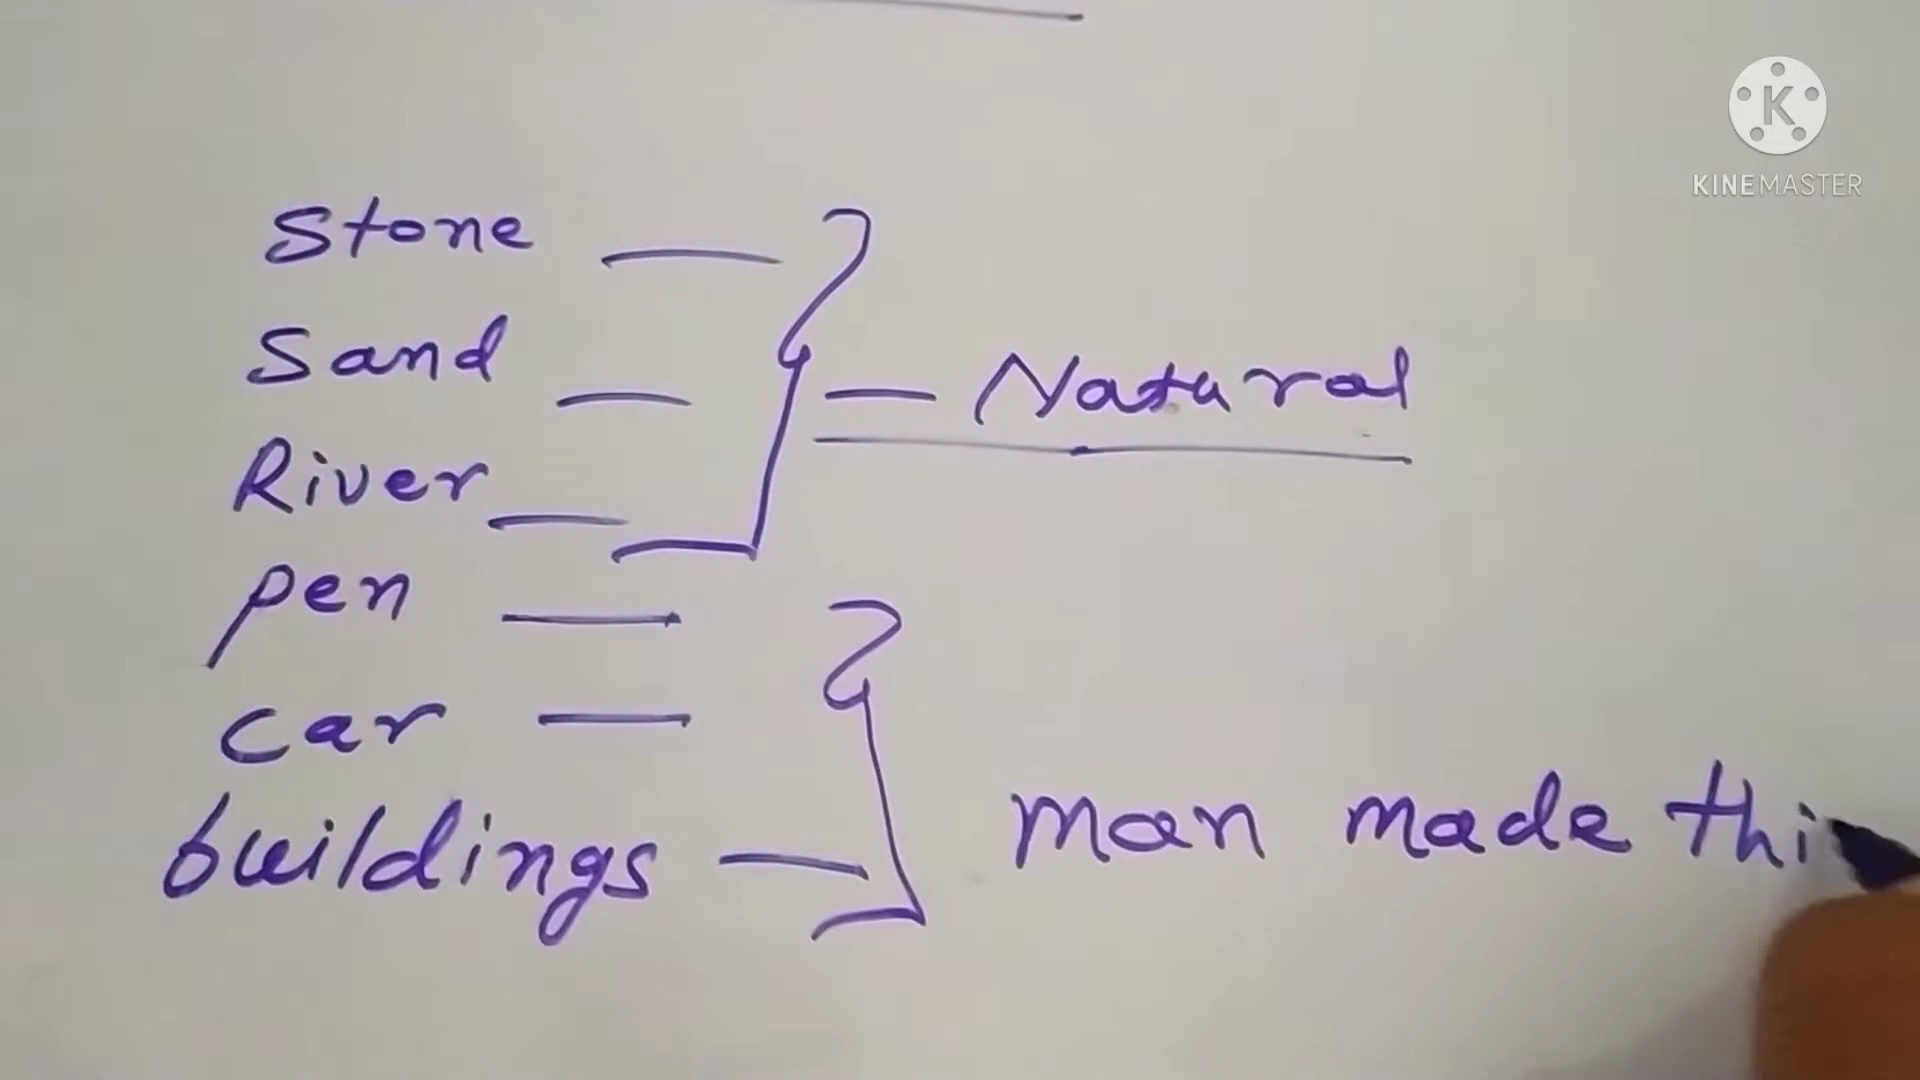 K
KINEMASTER
Stone
Sand
Natural
River
pen
car
buildings
man made thi